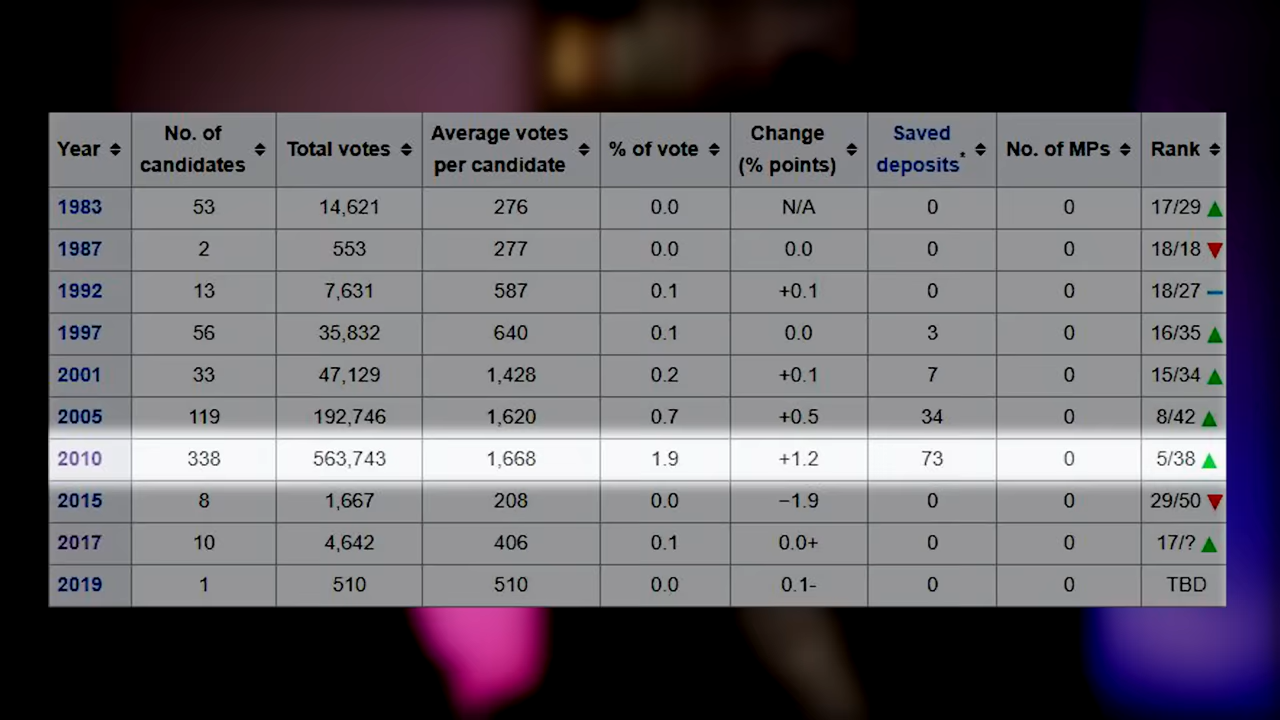 Year No. of candidates Total votes Average votes per candidate % of vote Change (% points) Saved deposits* No. of MPs Rank
1983 53 14,621 276 0.0 N/A 0 0 17/29
1987 2 553 277 0.0 0.0 0 0 18/18
1992 13 7,631 587 0.1 +0.1 0 0 18/27
1997 56 35,832 640 0.1 0.0 3 0 16/35
2001 33 47,129 1,428 0.2 +0.1 7 0 15/34
2005 119 192,746 1,620 0.7 +0.5 34 0 8/42
2010 338 563,743 1,668 1.9 +1.2 73 0 5/38
2015 8 1,667 208 0.0 −1.9 0 0 29/50
2017 10 4,642 406 0.1 0.0+ 0 0 17/?
2019 1 510 510 0.0 0.1- 0 0 TBD